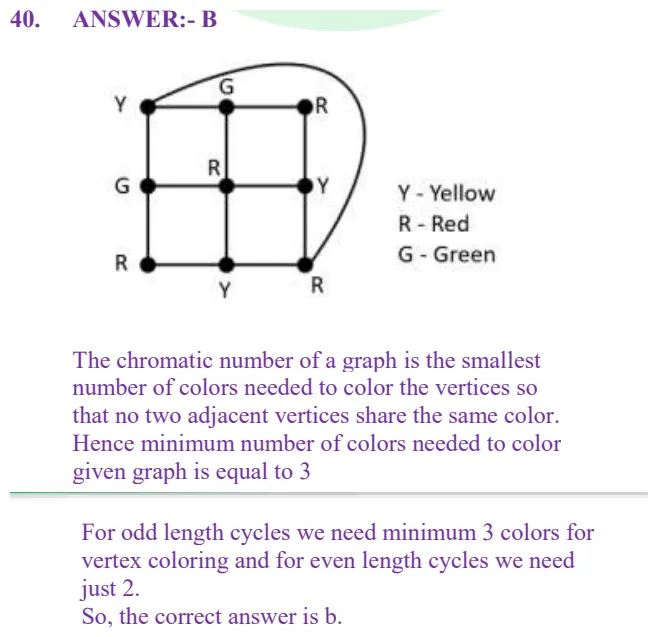 40. ANSWER:- B
G
Y
R
R
G
Y
Y - Yellow
R - Red
G - Green
R
Y
R
The chromatic number of a graph is the smallest
number of colors needed to color the vertices so
that no two adjacent vertices share the same color.
Hence minimum number of colors needed to color
given graph is equal to 3
For odd length cycles we need minimum 3 colors for
vertex coloring and for even length cycles we need
just 2.
So, the correct answer is b.